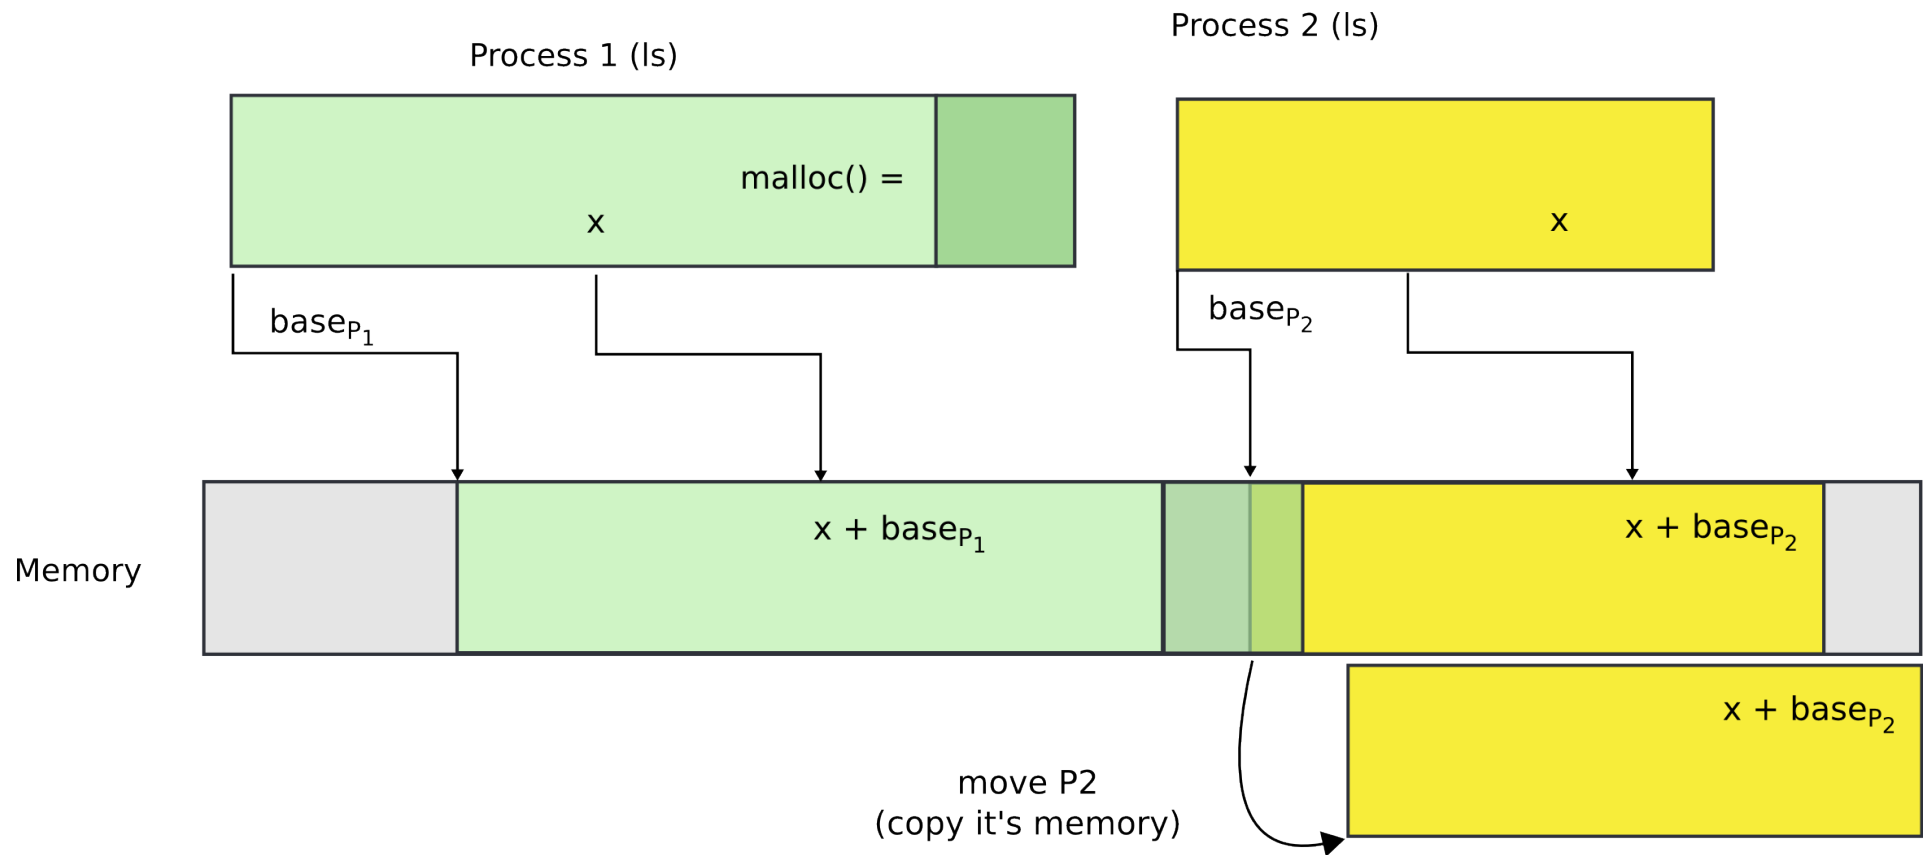 Process 1 (ls)
Process 2 (ls)
malloc() =
x
x
baseP1
baseP2
Memory
x + baseP1
x + baseP2
x + baseP2
move P2
(copy it's memory)